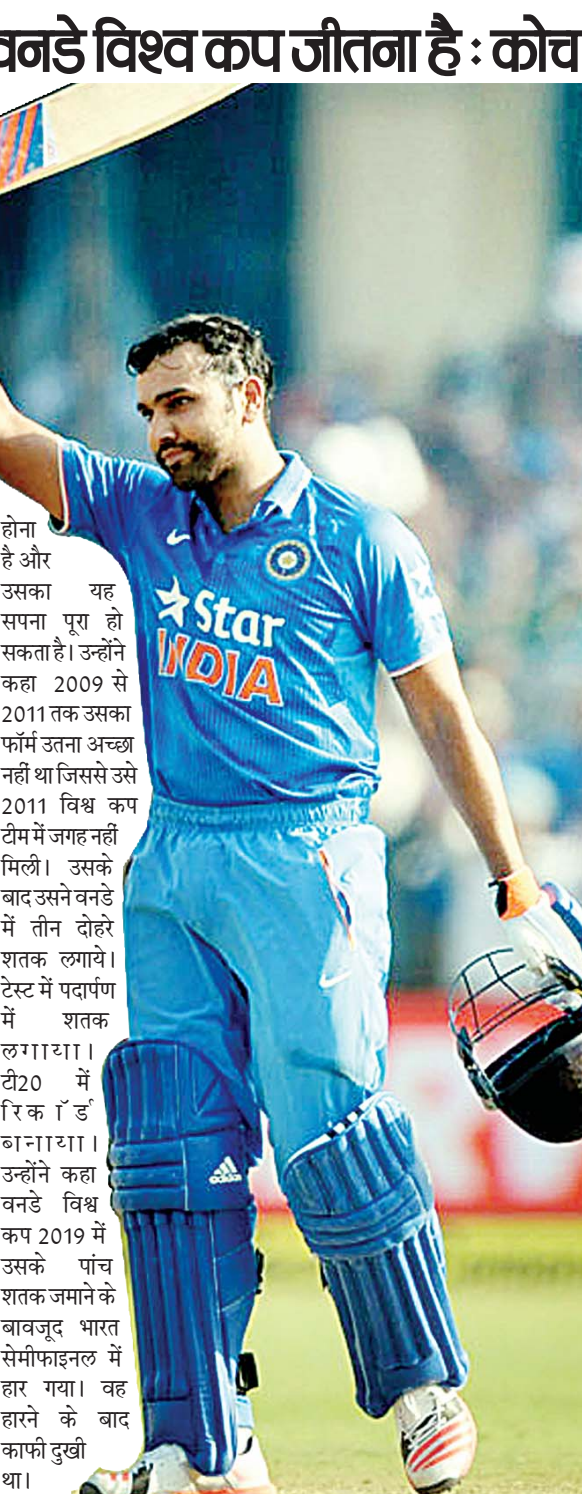 वनडे विश्व कप जीतना है : कोच
Star
INDIA
adidas
होना
है और
उसका यह
सपना पूरा हो
सकता है। उन्होंने
कहा 2009 से
2011 तक उसका
फॉर्म उतना अच्छा
नहीं था जिससे उसे
2011 विश्व कप
टीम में जगह नहीं
मिली। उसके
बाद उसने वनडे
में तीन दोहरे
शतक लगाये।
टेस्ट में पदार्पण
में शतक
लगाया।
टी20 में
रिकॉर्ड
बानाया।
उन्होंने कहा
वनडे विश्व
कप 2019 में
उसके पांच
शतक जमाने के
बावजूद भारत
सेमीफाइनल में
हार गया। वह
हारने के बाद
काफी दुखी
था।